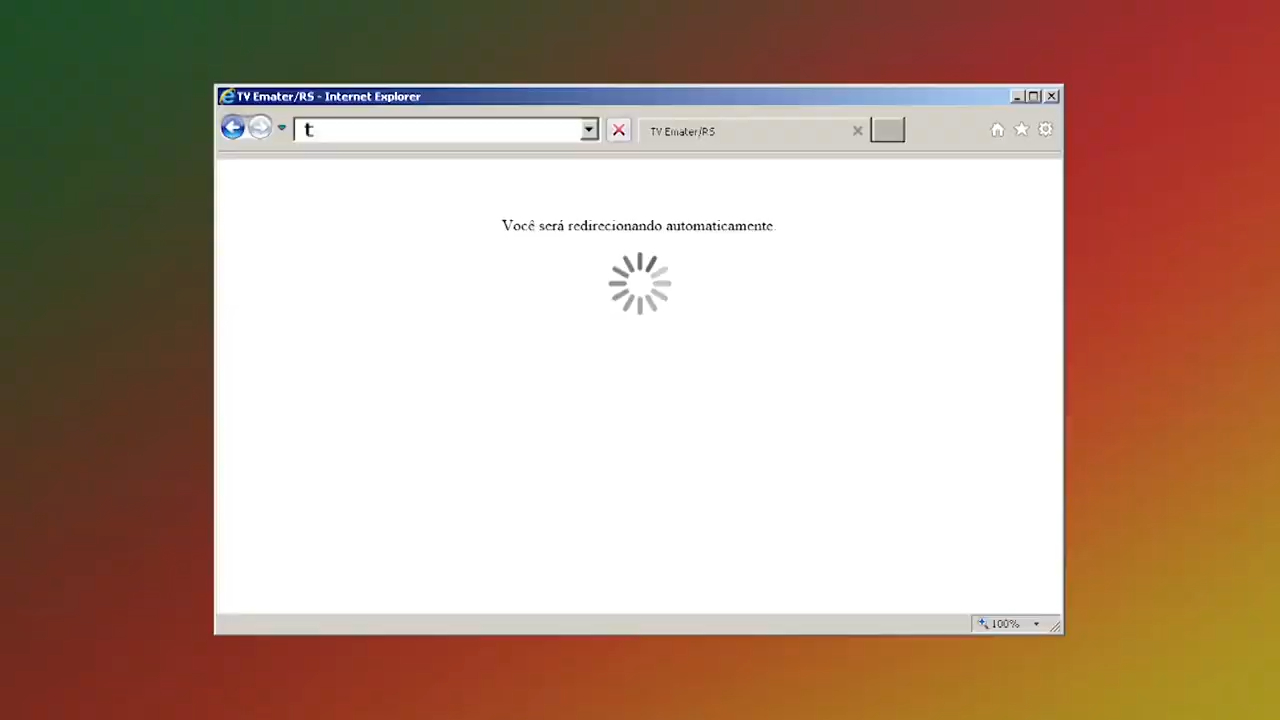 TV Emater/RS - Internet Explorer
t
TV Emater/RS
Você será redirecionando automaticamente.
100%